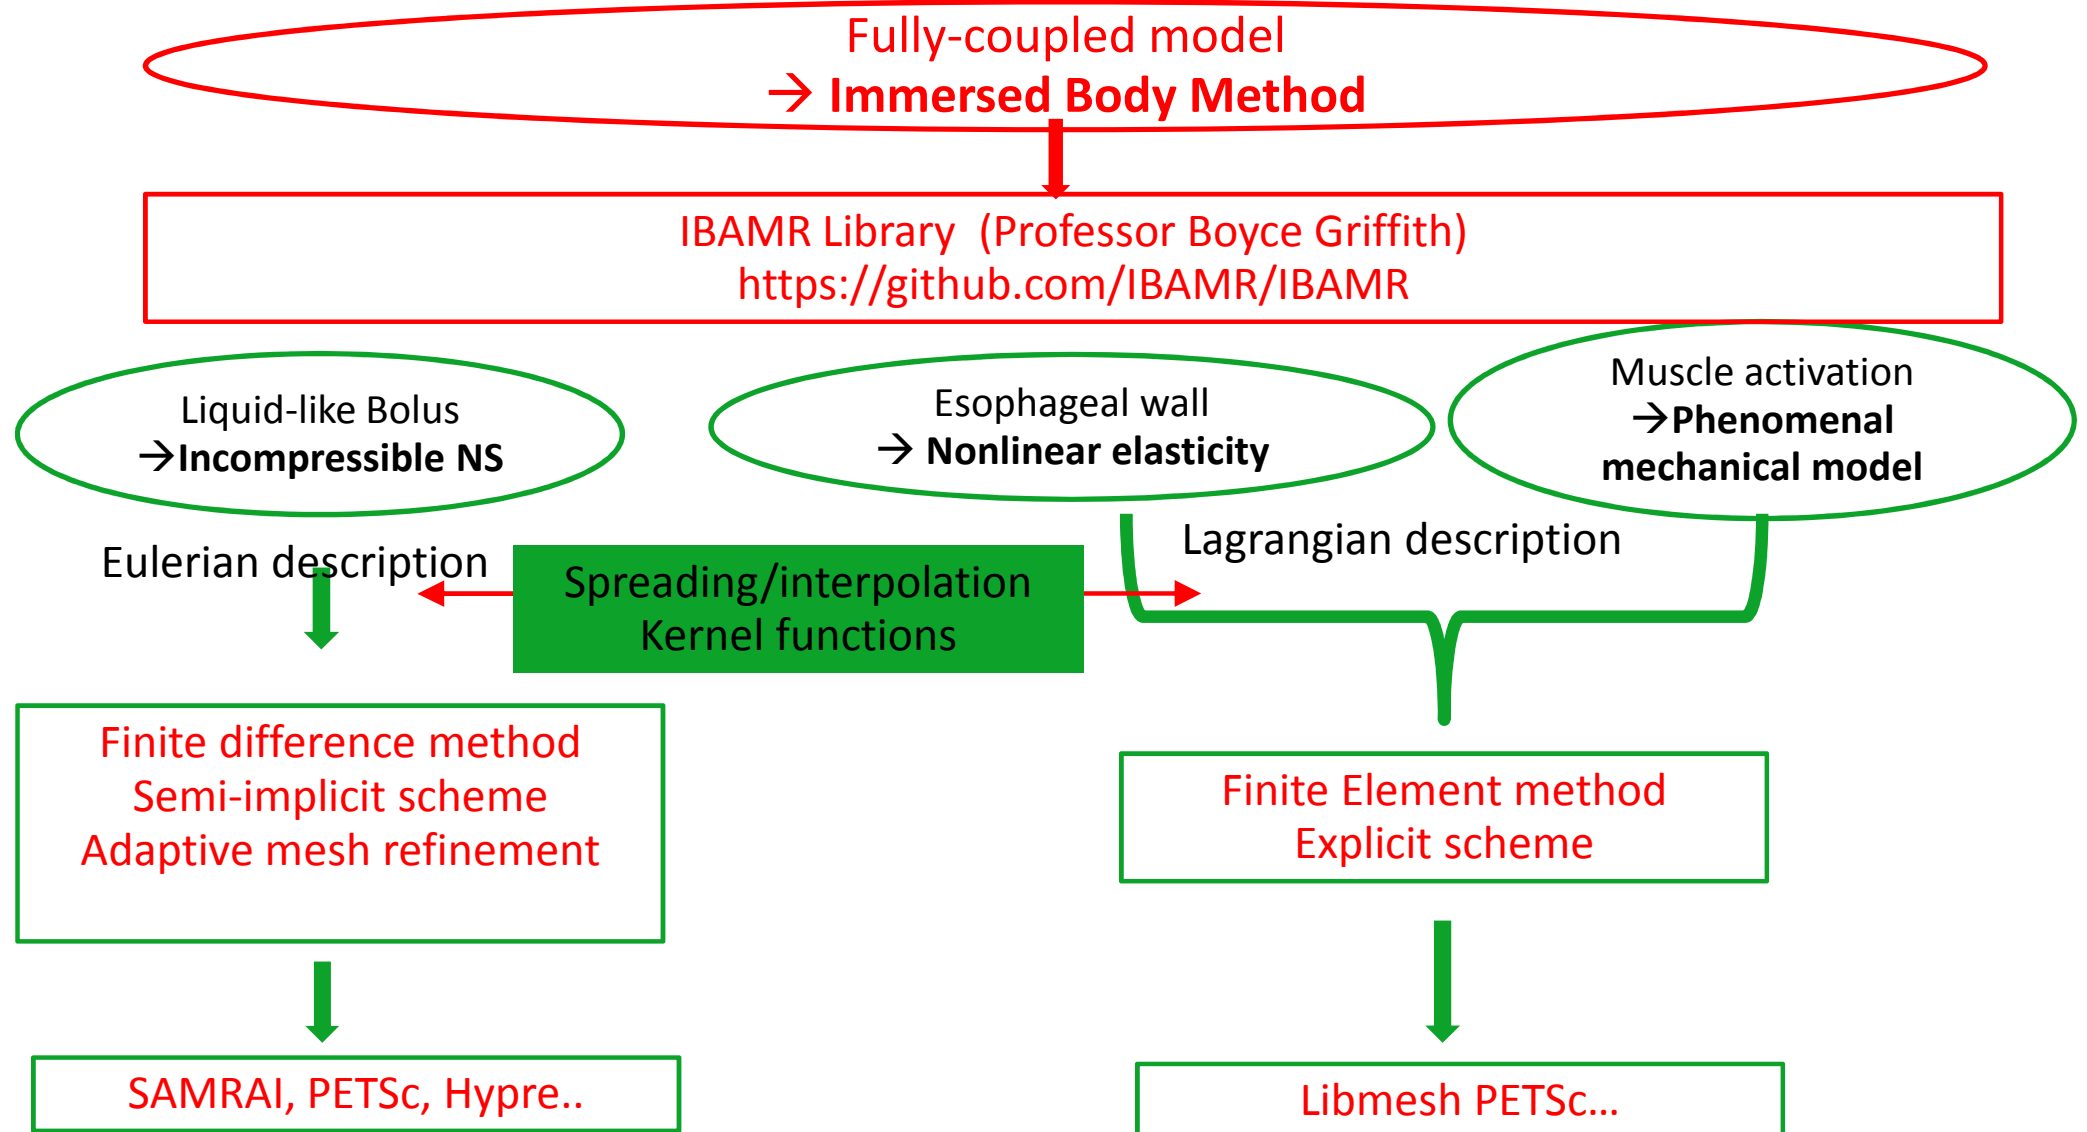 Fully-coupled model
→ Immersed Body Method
IBAMR Library (Professor Boyce Griffith)
https://github.com/IBAMR/IBAMR
Liquid-like Bolus
→Incompressible NS
Esophageal wall
→ Nonlinear elasticity
Muscle activation
→Phenomenal
mechanical model
Eulerian description
Spreading/interpolation
Kernel functions
Lagrangian description
Finite difference method
Semi-implicit scheme
Adaptive mesh refinement
Finite Element method
Explicit scheme
SAMRAI, PETSc, Hypre..
Libmesh PETSc...